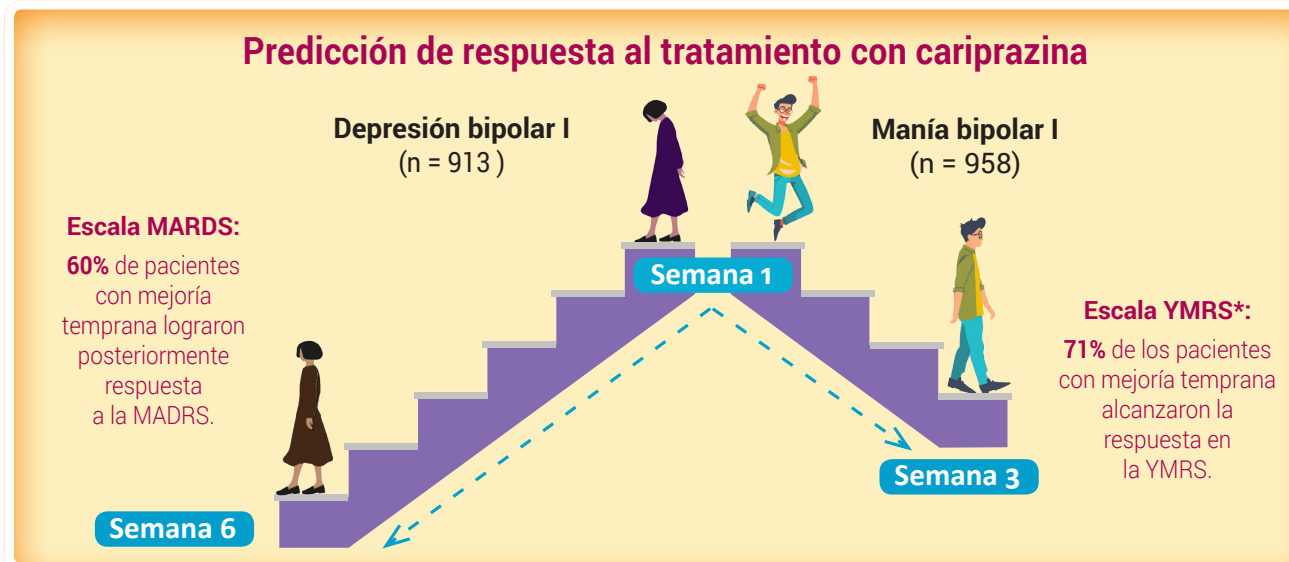 Predicción de respuesta al tratamiento con cariprazina
Depresión bipolar I
(n = 913 )
Manía bipolar I
(n = 958)
Escala MARDS:
60% de pacientes
con mejoría
temprana lograron
posteriormente
respuesta
a la MADRS.
Semana 1
Escala YMRS*:
71% de los pacientes
con mejoría temprana
alcanzaron la
respuesta en
la YMRS.
Semana 3
Semana 6